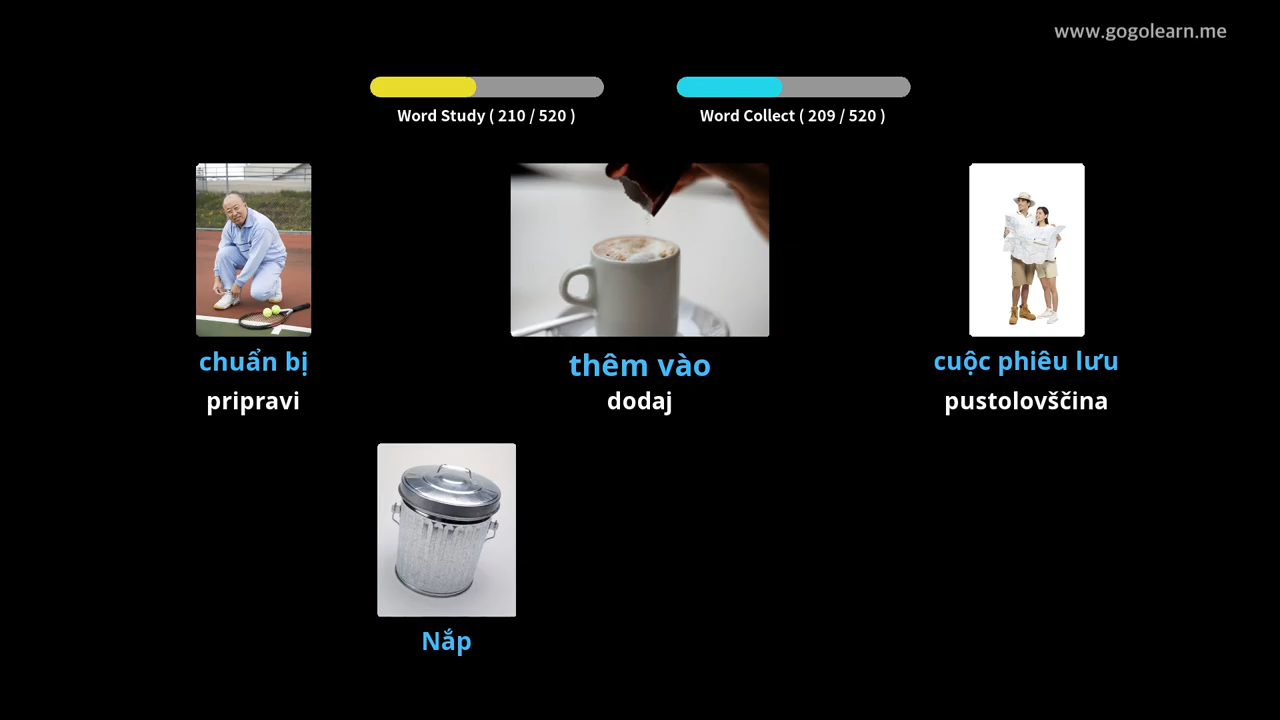 www.gogolearn.me
Word Study ( 210 / 520 )
Word Collect ( 209 / 520 )
chuẩn bị
pripravi
thêm vào
dodaj
cuộc phiêu lưu
pustolovščina
Nắp